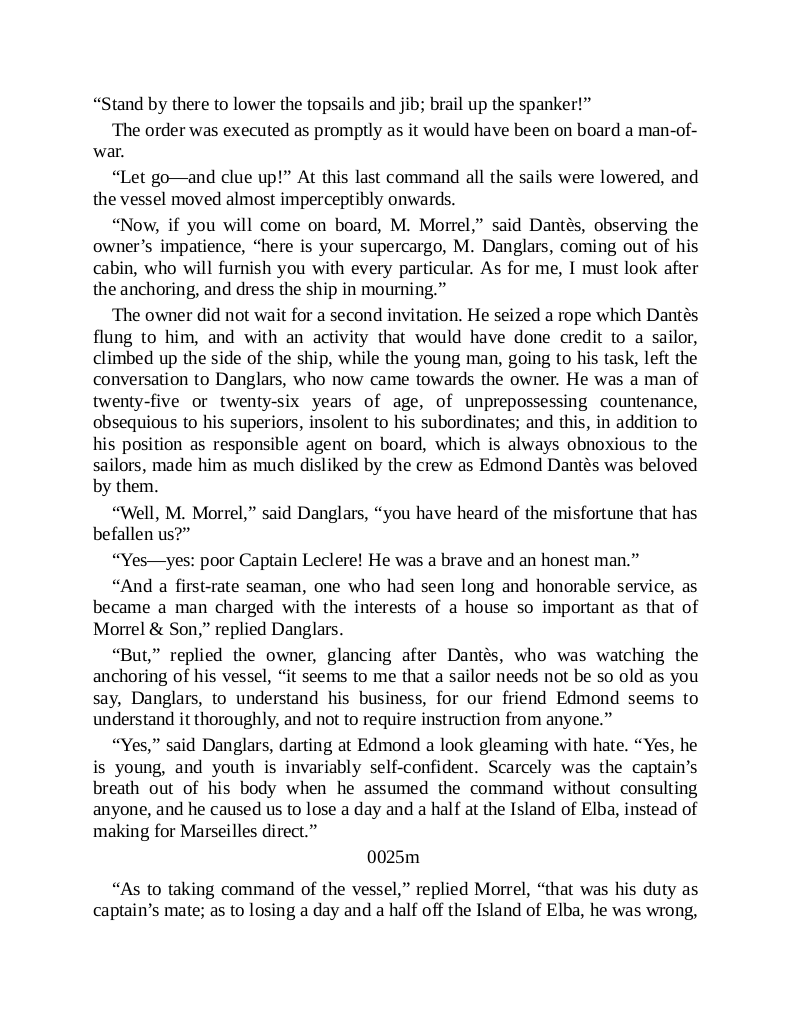 “Stand by there to lower the topsails and jib; brail up the spanker!”
The order was executed as promptly as it would have been on board a man-of-
war.
“Let go—and clue up!” At this last command all the sails were lowered, and
the vessel moved almost imperceptibly onwards.
“Now, if you will come on board, M. Morrel,” said Dantès, observing the
owner’s impatience, “here is your supercargo, M. Danglars, coming out of his
cabin, who will furnish you with every particular. As for me, I must look after
the anchoring, and dress the ship in mourning.”
The owner did not wait for a second invitation. He seized a rope which Dantès
flung to him, and with an activity that would have done credit to a sailor,
climbed up the side of the ship, while the young man, going to his task, left the
conversation to Danglars, who now came towards the owner. He was a man of
twenty-five or twenty-six years of age, of unprepossessing countenance,
obsequious to his superiors, insolent to his subordinates; and this, in addition to
his position as responsible agent on board, which is always obnoxious to the
sailors, made him as much disliked by the crew as Edmond Dantès was beloved
by them.
“Well, M. Morrel,” said Danglars, “you have heard of the misfortune that has
befallen us?”
“Yes—yes: poor Captain Leclere! He was a brave and an honest man.”
“And a first-rate seaman, one who had seen long and honorable service, as
became a man charged with the interests of a house so important as that of
Morrel & Son,” replied Danglars.
“But,” replied the owner, glancing after Dantès, who was watching the
anchoring of his vessel, “it seems to me that a sailor needs not be so old as you
say, Danglars, to understand his business, for our friend Edmond seems to
understand it thoroughly, and not to require instruction from anyone.”
“Yes,” said Danglars, darting at Edmond a look gleaming with hate. “Yes, he
is young, and youth is invariably self-confident. Scarcely was the captain’s
breath out of his body when he assumed the command without consulting
anyone, and he caused us to lose a day and a half at the Island of Elba, instead of
making for Marseilles direct.”
0025m
“As to taking command of the vessel,” replied Morrel, “that was his duty as
captain’s mate; as to losing a day and a half off the Island of Elba, he was wrong,